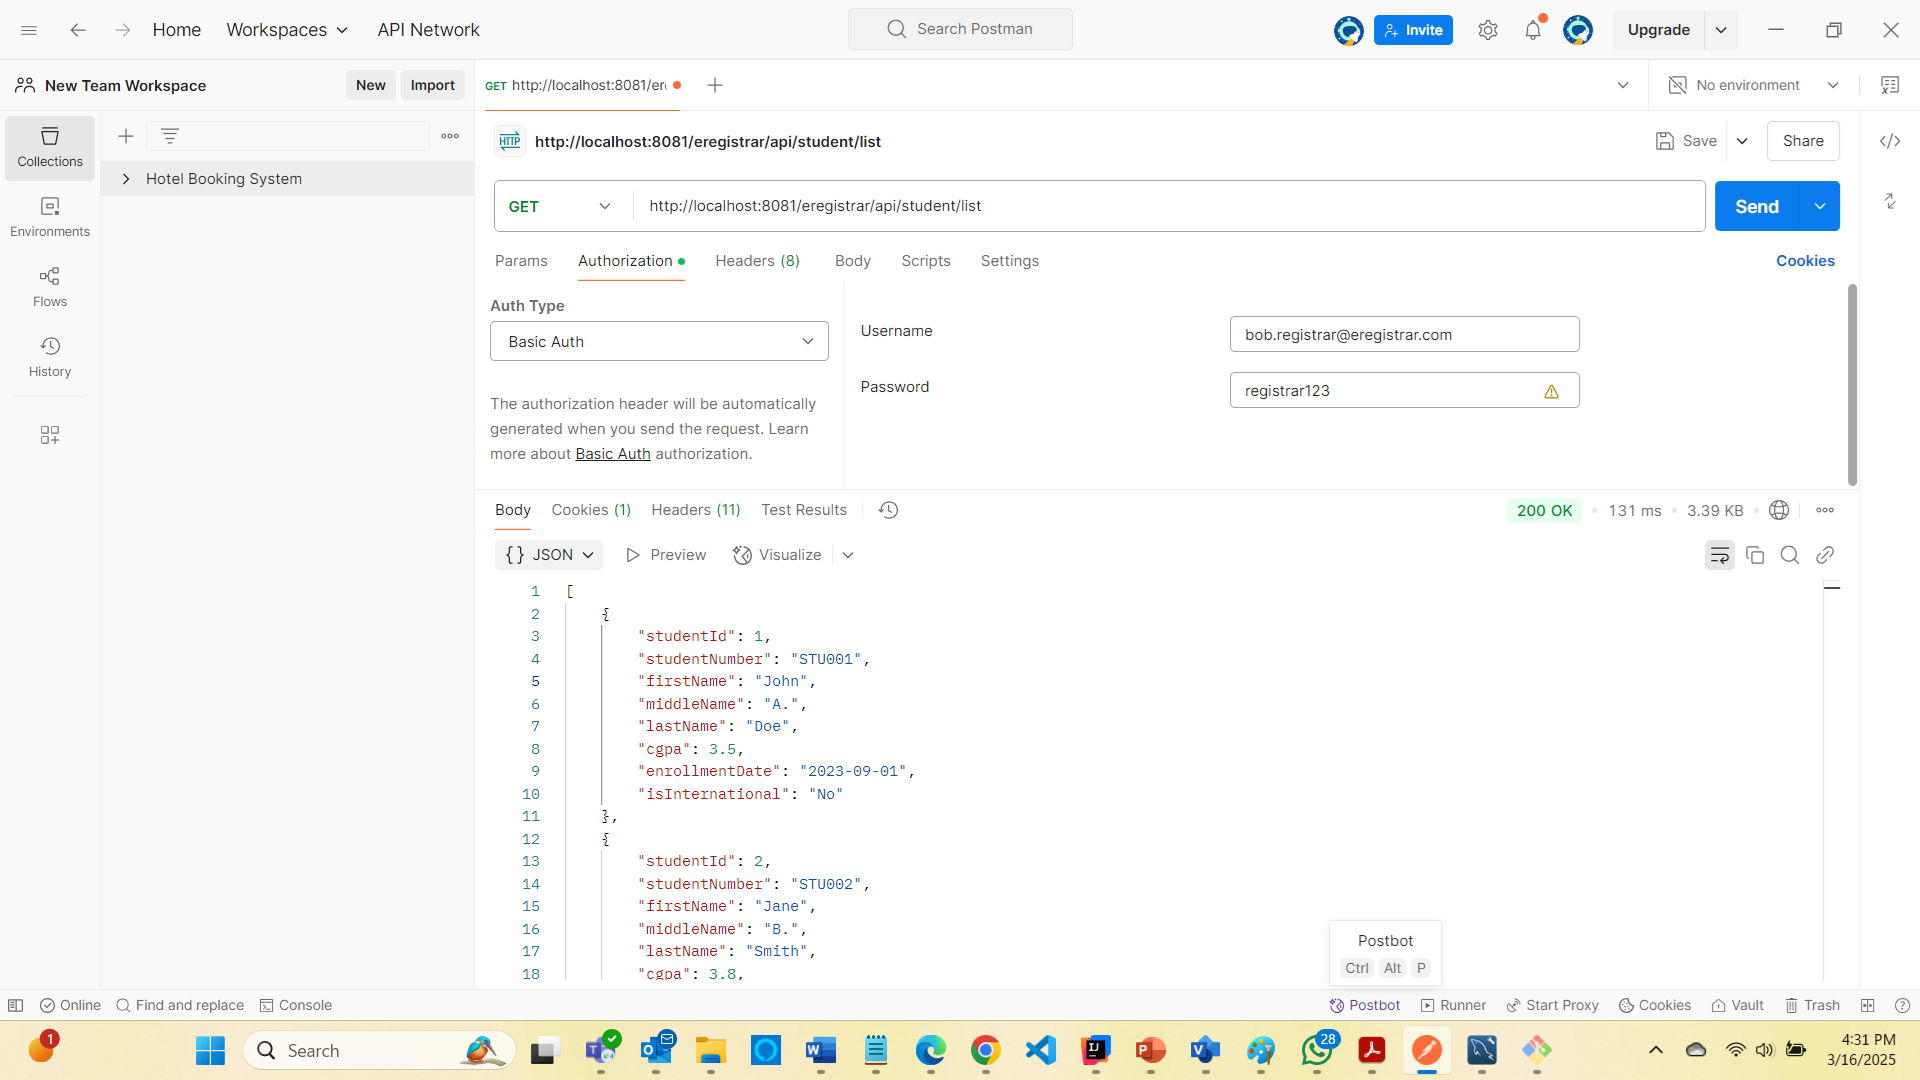 Home
Workspaces
API Network
Search Postman
Invite
Upgrade
New Team Workspace
New
Import
GET http://localhost:8081/er
No environment
Collections
Environments
Flows
History
Hotel Booking System
HTTP
http://localhost:8081/eregistrar/api/student/list
Save
Share
GET
http://localhost:8081/eregistrar/api/student/list
Send
Params
Authorization
Headers (8)
Body
Scripts
Settings
Cookies
Auth Type
Basic Auth
The authorization header will be automatically
generated when you send the request. Learn
more about Basic Auth authorization.
Username
bob.registrar@eregistrar.com
Password
registrar123
Body
Cookies (1)
Headers (11)
Test Results
200 OK
131 ms
3.39 KB
{} JSON
Preview
Visualize
1 [
2 {
3 "studentId": 1,
4 "studentNumber": "STU001",
5 "firstName": "John",
6 "middleName": "A.",
7 "lastName": "Doe",
8 "cgpa": 3.5,
9 "enrollmentDate": "2023-09-01",
10 "isInternational": "No"
11 },
12 {
13 "studentId": 2,
14 "studentNumber": "STU002",
15 "firstName": "Jane",
16 "middleName": "B.",
17 "lastName": "Smith",
18 "cgpa": 3.8,
Postbot
Ctrl Alt P
Online
Find and replace
Console
Postbot
Runner
Start Proxy
Cookies
Vault
Trash
1
Search
28
4:31 PM
3/16/2025